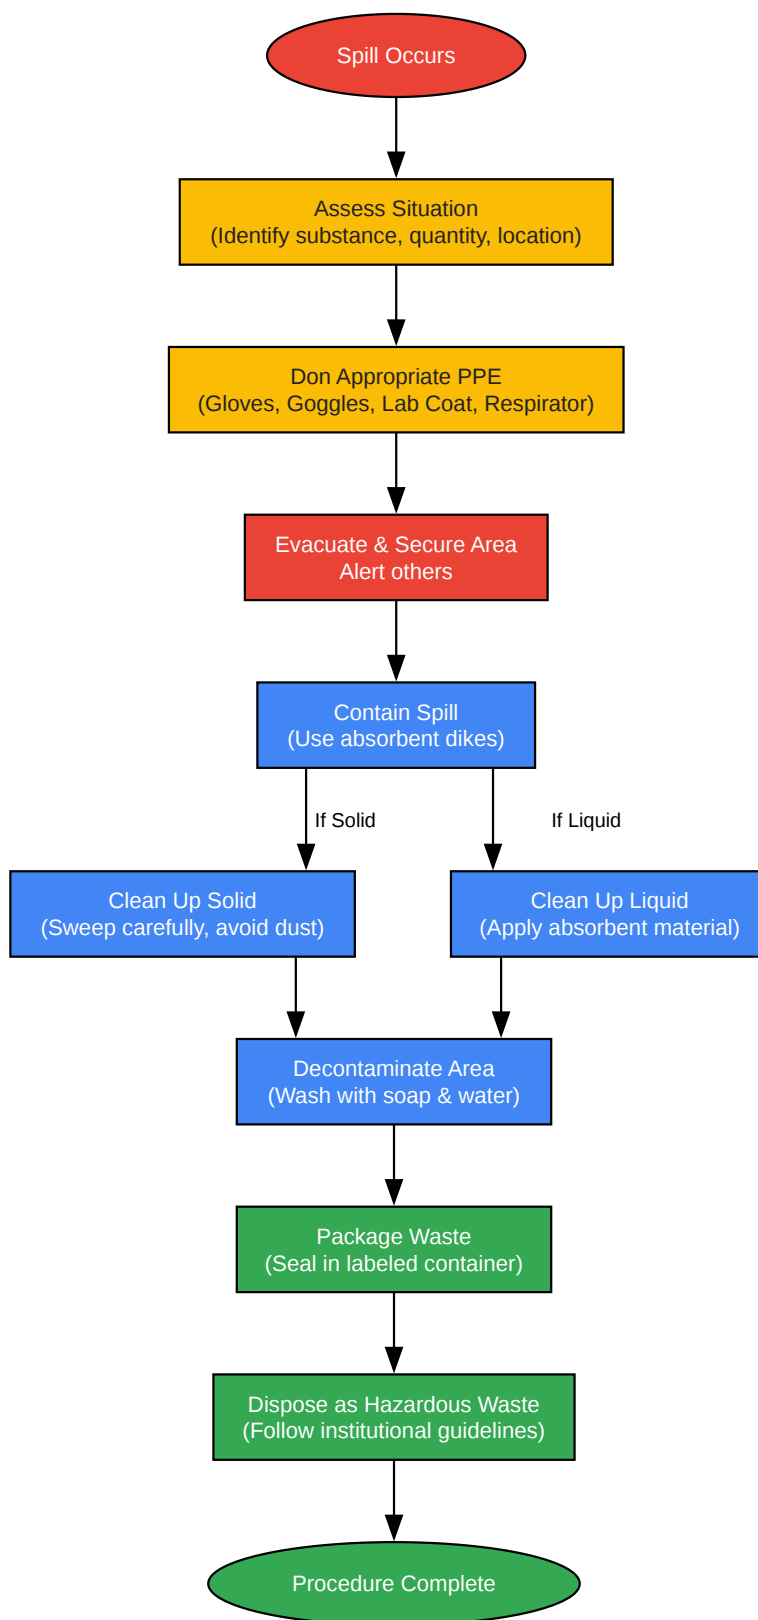 Spill Occurs
Assess Situation
(Identify substance, quantity, location)
Don Appropriate PPE
(Gloves, Goggles, Lab Coat, Respirator)
Evacuate & Secure Area
Alert others
Contain Spill
(Use absorbent dikes)
If Solid
If Liquid
Clean Up Solid
(Sweep carefully, avoid dust)
Clean Up Liquid
(Apply absorbent material)
Decontaminate Area
(Wash with soap & water)
Package Waste
(Seal in labeled container)
Dispose as Hazardous Waste
(Follow institutional guidelines)
Procedure Complete